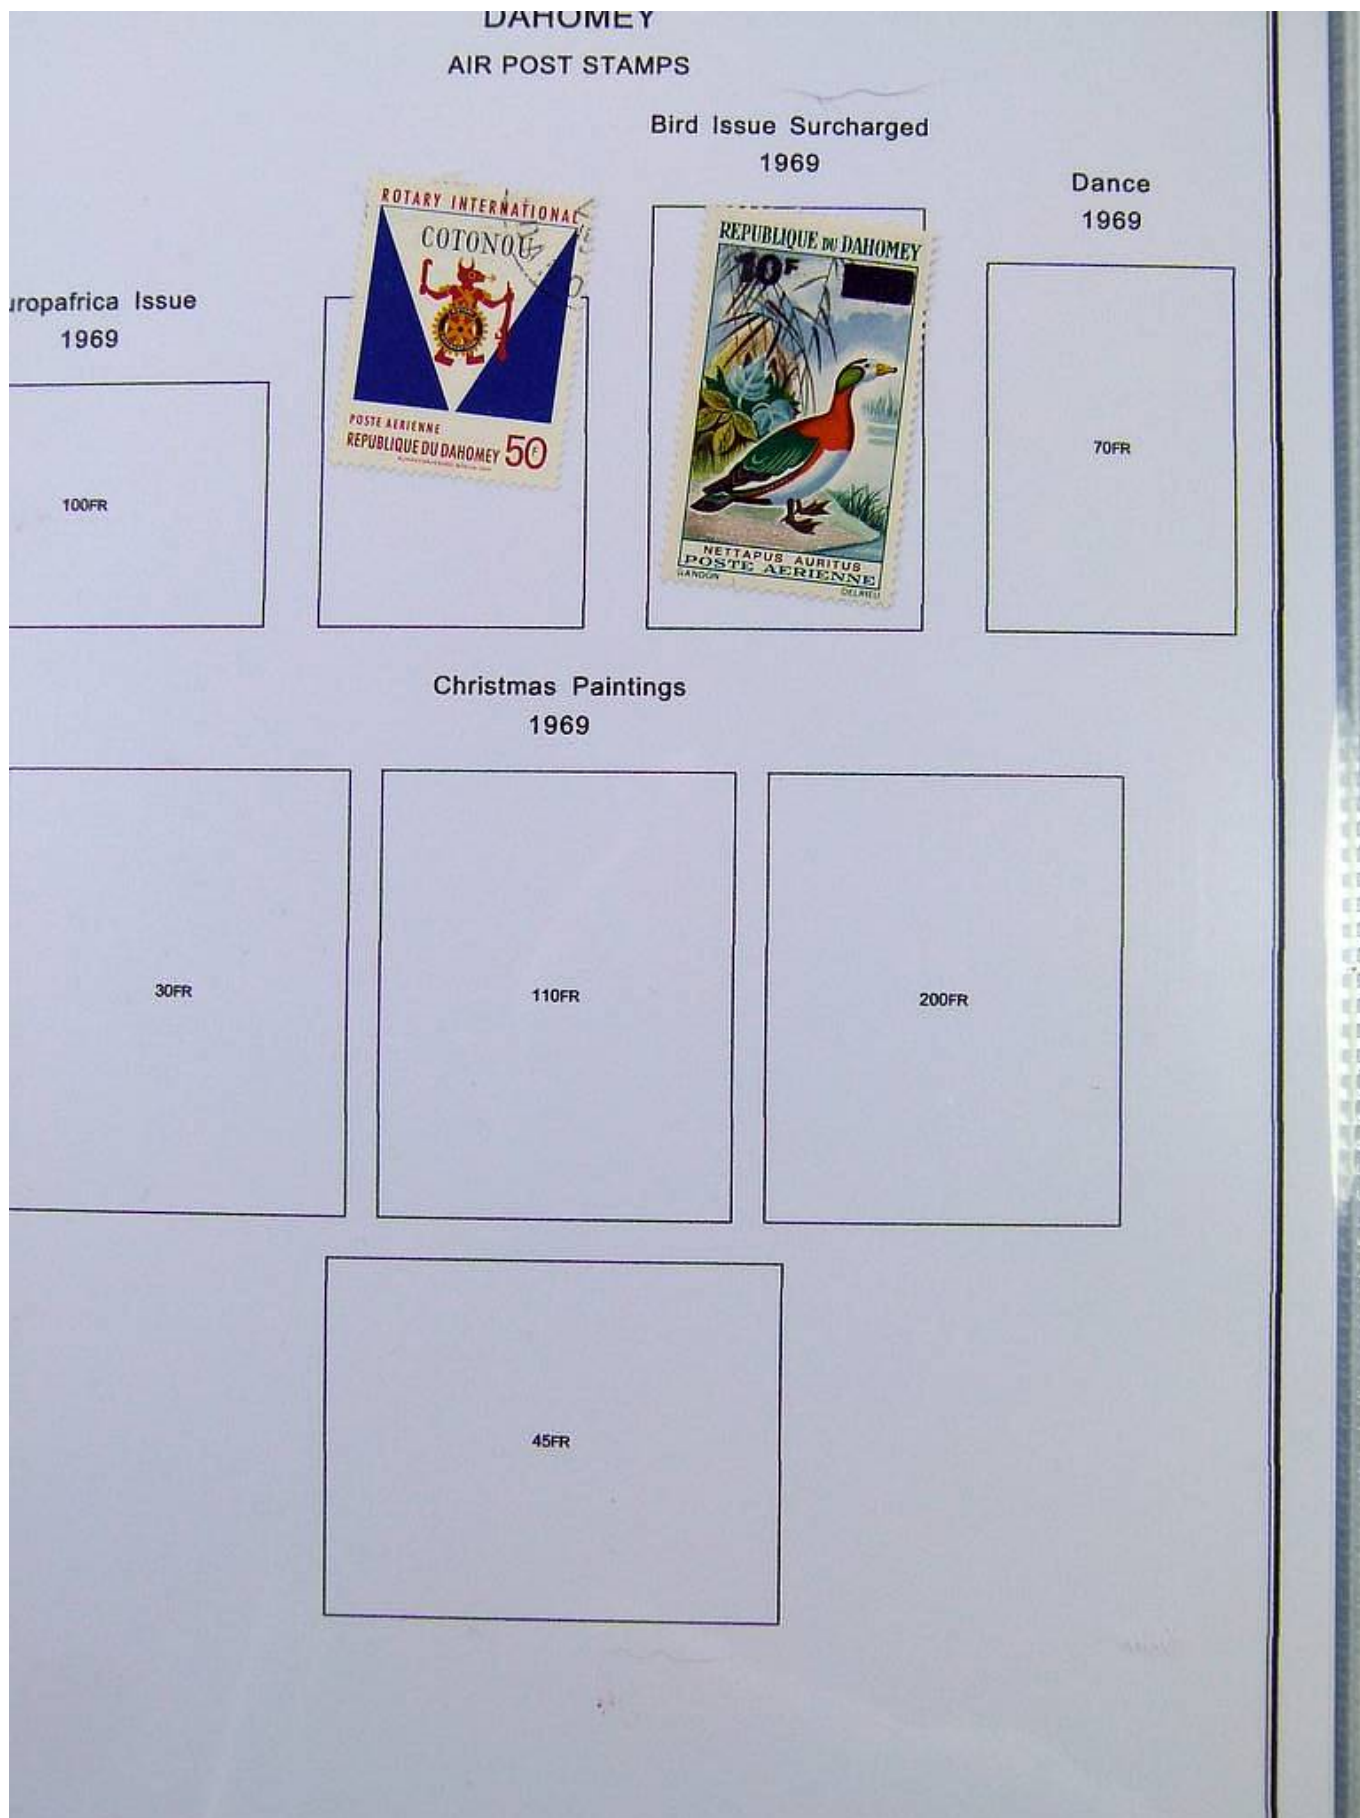 DAHOMEY
AIR POST STAMPS
Bird Issue Surcharged
1969
Dance
1969
uropafrica Issue
1969
ROTARY INTERNATIONAL
COTONOU
POSTE AERIENNE
REPUBLIQUE DU DAHOMEY 50F
REPUBLIQUE DU DAHOMEY
10F
NETTAPUS AURITUS
POSTE AERIENNE
GANDON
DELRIEU
100FR
70FR
Christmas Paintings
1969
30FR
110FR
200FR
45FR